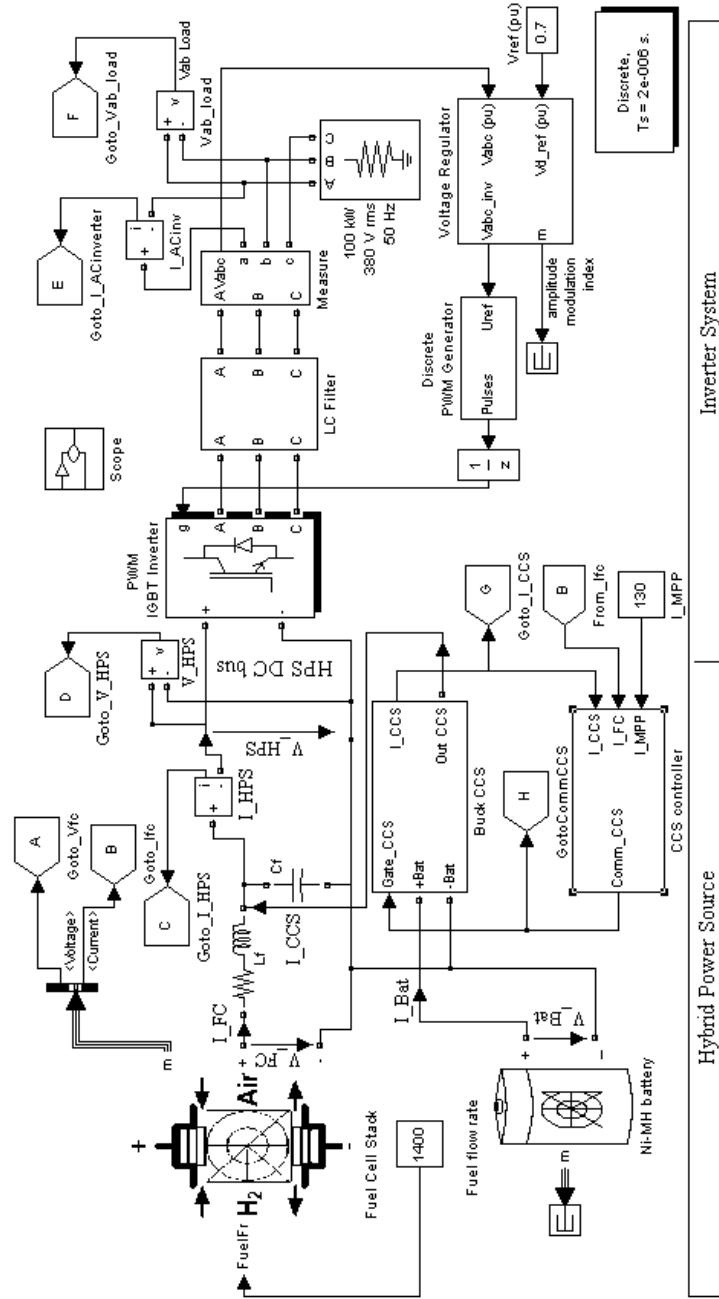 Discrete,
Ts = 2e-006 s.
F
Goto_Vab_load
Vab Load
+
-
v
Vab_load
E
Goto_I_ACinverter
+
-
i
I_ACinv
A
B
C
100 kW
380 V rms
50 Hz
Vabc
A
B
C
a
b
c
Measure
A
B
C
A
B
C
LC Filter
Scope
PWM
IGBT Inverter
g
A
B
C
+
-
Vref (pu)
0.7
Voltage Regulator
Vabc_inv
Vabc (pu)
m
Vd_ref (pu)
amplitude
modulation
index
Discrete
PWM Generator
Pulses
Uref
1
z
D
Goto_V_HPS
+
-
v
V_HPS
HPS DC bus
V_HPS
A
Goto_Vfc
<Voltage>
<Current>
B
Goto_Ifc
C
Goto_I_HPS
+
-
i
I_HPS
m
Cf
Lf
I_CCS
I_FC
V_FC
+
-
+
-
H2
Air
FuelFr
Fuel Cell Stack
1400
Fuel flow rate
Gate_CCS
+Bat
-Bat
I_CCS
Out CCS
Buck CCS
G
Goto_I_CCS
B
From_Ifc
130
I_MPP
H
GotoCommCCS
Comm_CCS
I_CCS
I_FC
I_MPP
CCS controller
I_Bat
V_Bat
+
-
m
Ni-MH battery
Hybrid Power Source
Inverter System